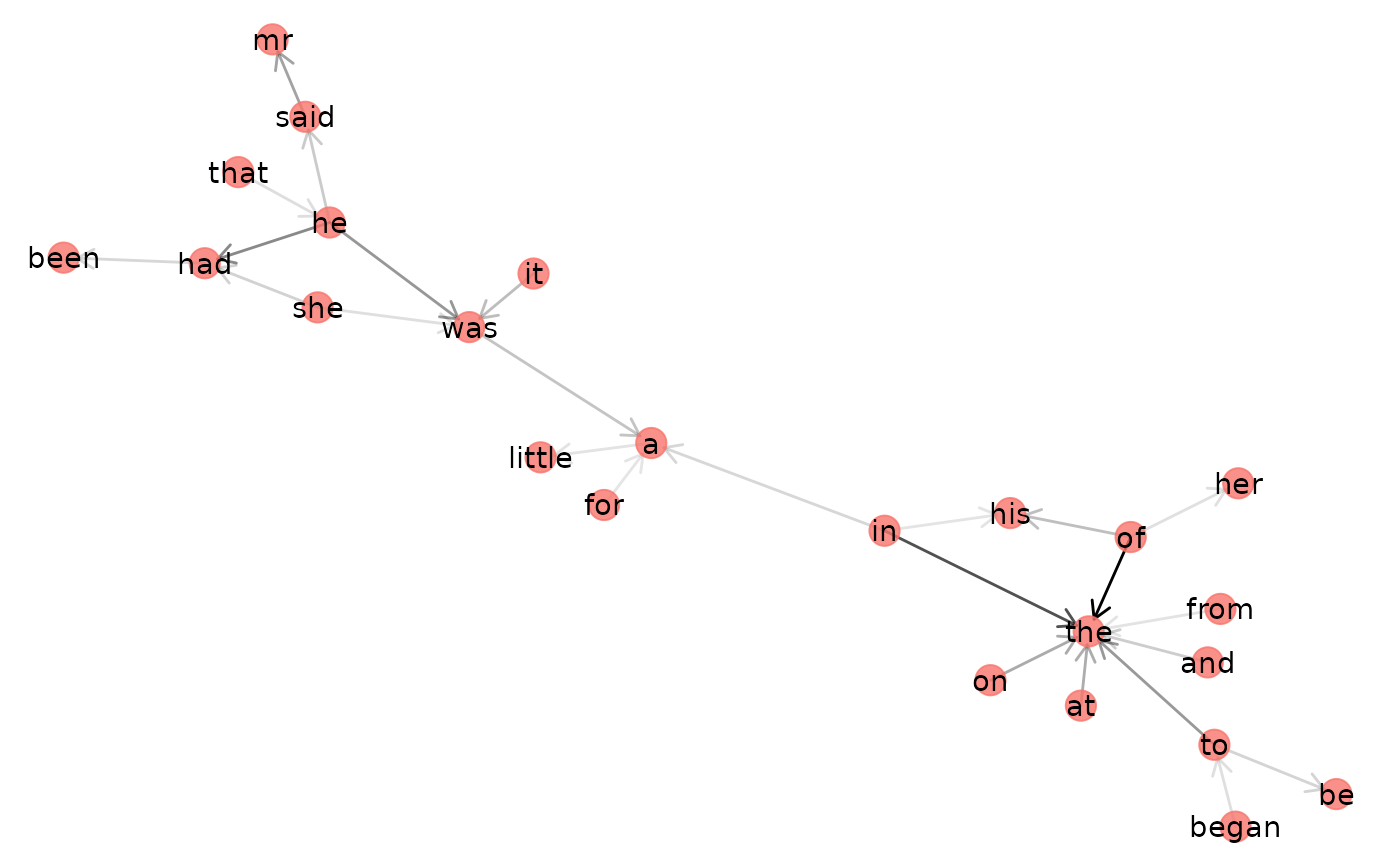 mr
said
that
he
been
had
it
she
was
a
little
for
her
his
in
of
from
the
and
on
at
to
be
began